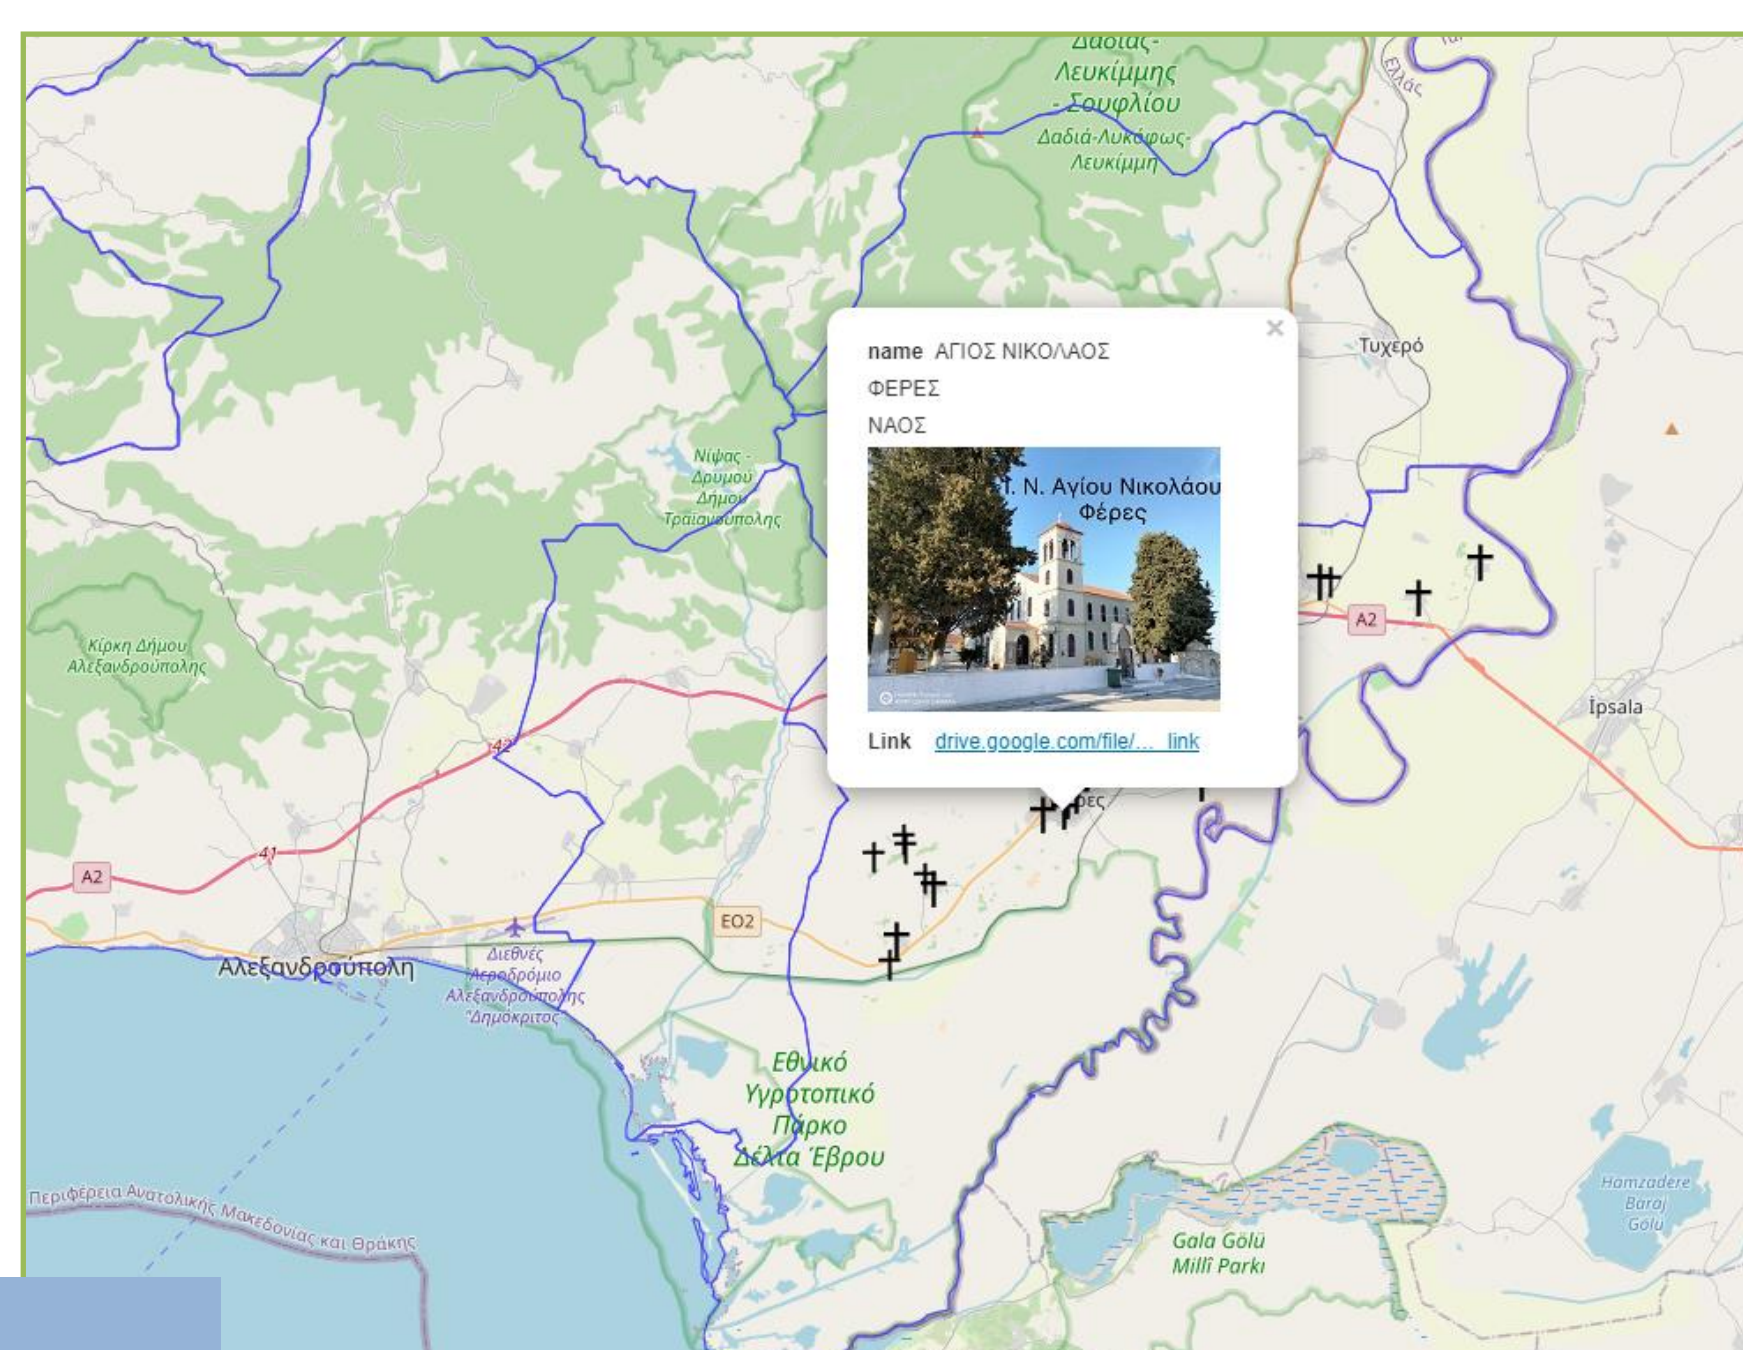 Δαδιάς-
Λευκίμμης
- Σουφλίου
Δαδιά-Λυκόφως-
Λευκίμμη
Ελλάς
name ΑΓΙΟΣ ΝΙΚΟΛΑΟΣ
ΦΕΡΕΣ
ΝΑΟΣ
Ι. Ν. Αγίου Νικολάου
Φέρες
Link drive.google.com/file/... link
Τυχερό
Νίψας -
Δρυμού
Δήμου
Τραϊανούπολης
Κίρκη Δήμου
Αλεξανδρούπολης
A2
İpsala
42
ρες
41
A2
EO2
Αλεξανδρούπολη
Διεθνές
Αεροδρόμιο
Αλεξανδρούπολης
"Δημόκριτος"
Εθνικό
Υγροτοπικό
Πάρκο
Δέλτα Έβρου
Περιφέρεια Ανατολικής Μακεδονίας και Θράκης
Hamzadere
Baraj
Gölü
Gala Gölü
Millî Parkı